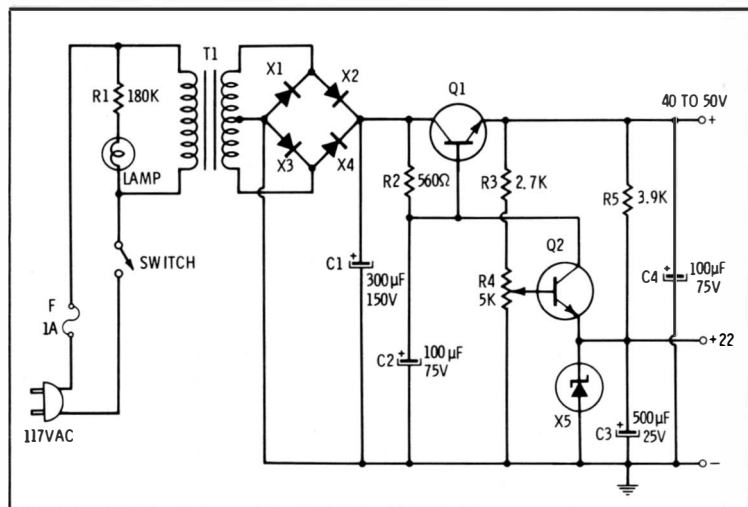 T1
X1
X2
Q1
40 TO 50V
+
R1
180K
X3
X4
LAMP
R2
560Ω
R3
2.7K
R5
3.9K
SWITCH
Q2
F
1A
+
C1
300µF
150V
R4
5K
+
C4
100µF
75V
+22
+
C2
100µF
75V
X5
+
C3
500µF
25V
117VAC
−